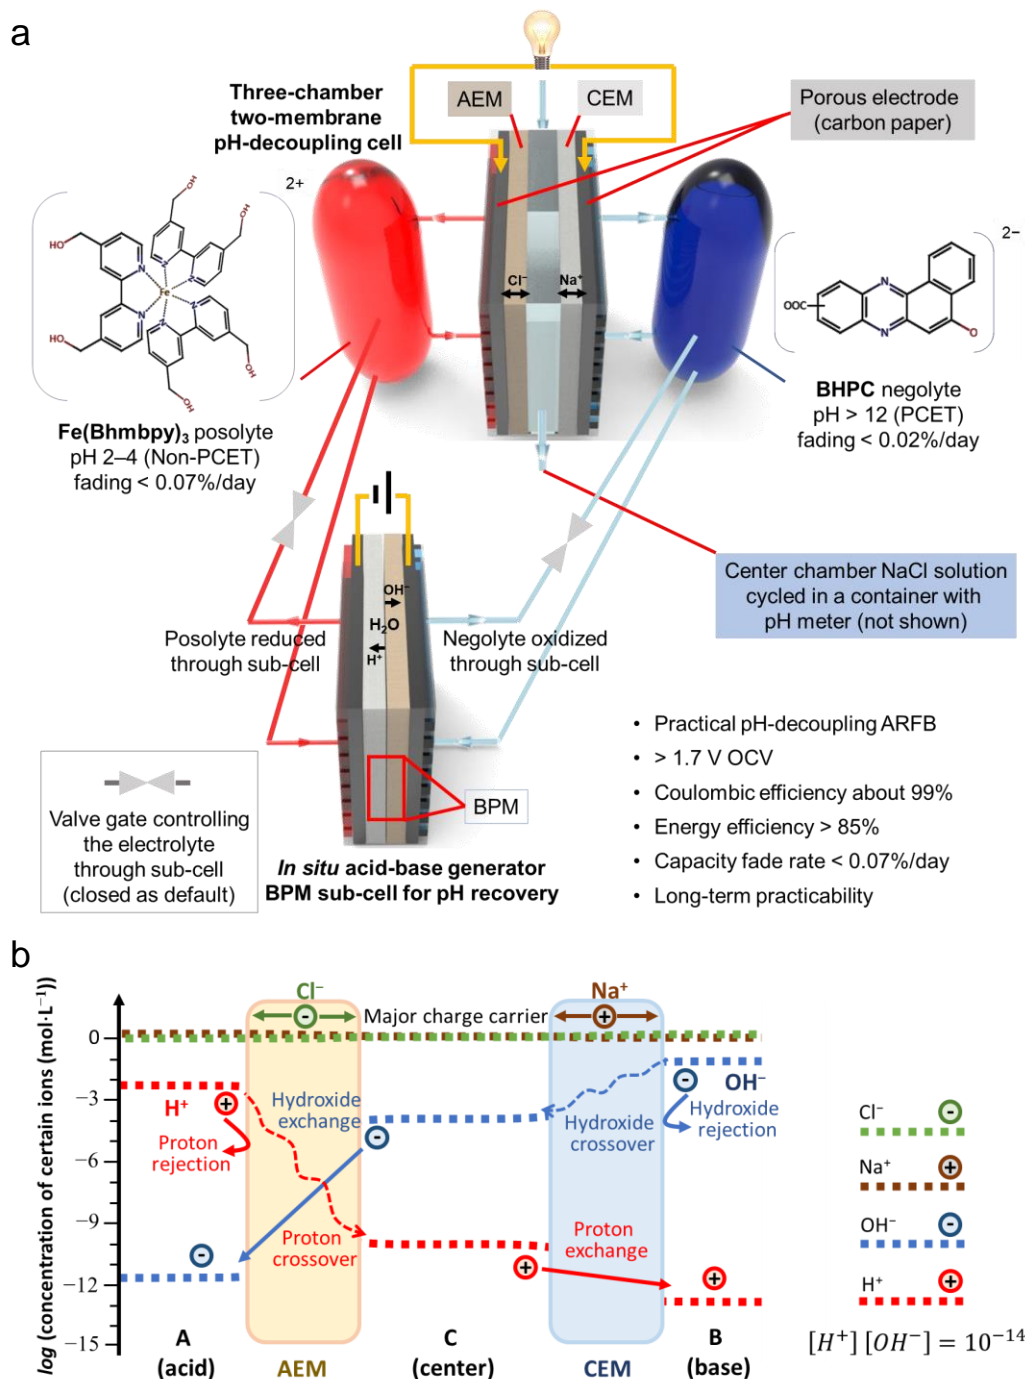 a
Three-chamber
two-membrane
pH-decoupling cell
AEM
CEM
Porous electrode
(carbon paper)
2+
OH
OH
HO
HO
OH
OH
N
N
N
N
N
N
Fe
Cl⁻
Na⁺
2−
OOC
N
N
O
Fe(Bhmbpy)₃ posolyte
pH 2–4 (Non-PCET)
fading < 0.07%/day
BHPC negolyte
pH > 12 (PCET)
fading < 0.02%/day
OH⁻
H₂O
H⁺
Posolyte reduced
through sub-cell
Negolyte oxidized
through sub-cell
Center chamber NaCl solution
cycled in a container with
pH meter (not shown)
BPM
Valve gate controlling
the electrolyte
through sub-cell
(closed as default)
In situ acid-base generator
BPM sub-cell for pH recovery
• Practical pH-decoupling ARFB
• > 1.7 V OCV
• Coulombic efficiency about 99%
• Energy efficiency > 85%
• Capacity fade rate < 0.07%/day
• Long-term practicability
b
log (concentration of certain ions (mol·L⁻¹))
0
−3
−6
−9
−12
−15
Cl⁻
Major charge carrier
Na⁺
H⁺
Proton
rejection
Hydroxide
exchange
Hydroxide
crossover
OH⁻
Hydroxide
rejection
Proton
crossover
Proton
exchange
A
(acid)
AEM
C
(center)
CEM
B
(base)
Cl⁻
Na⁺
OH⁻
H⁺
[H⁺] [OH⁻] = 10⁻¹⁴